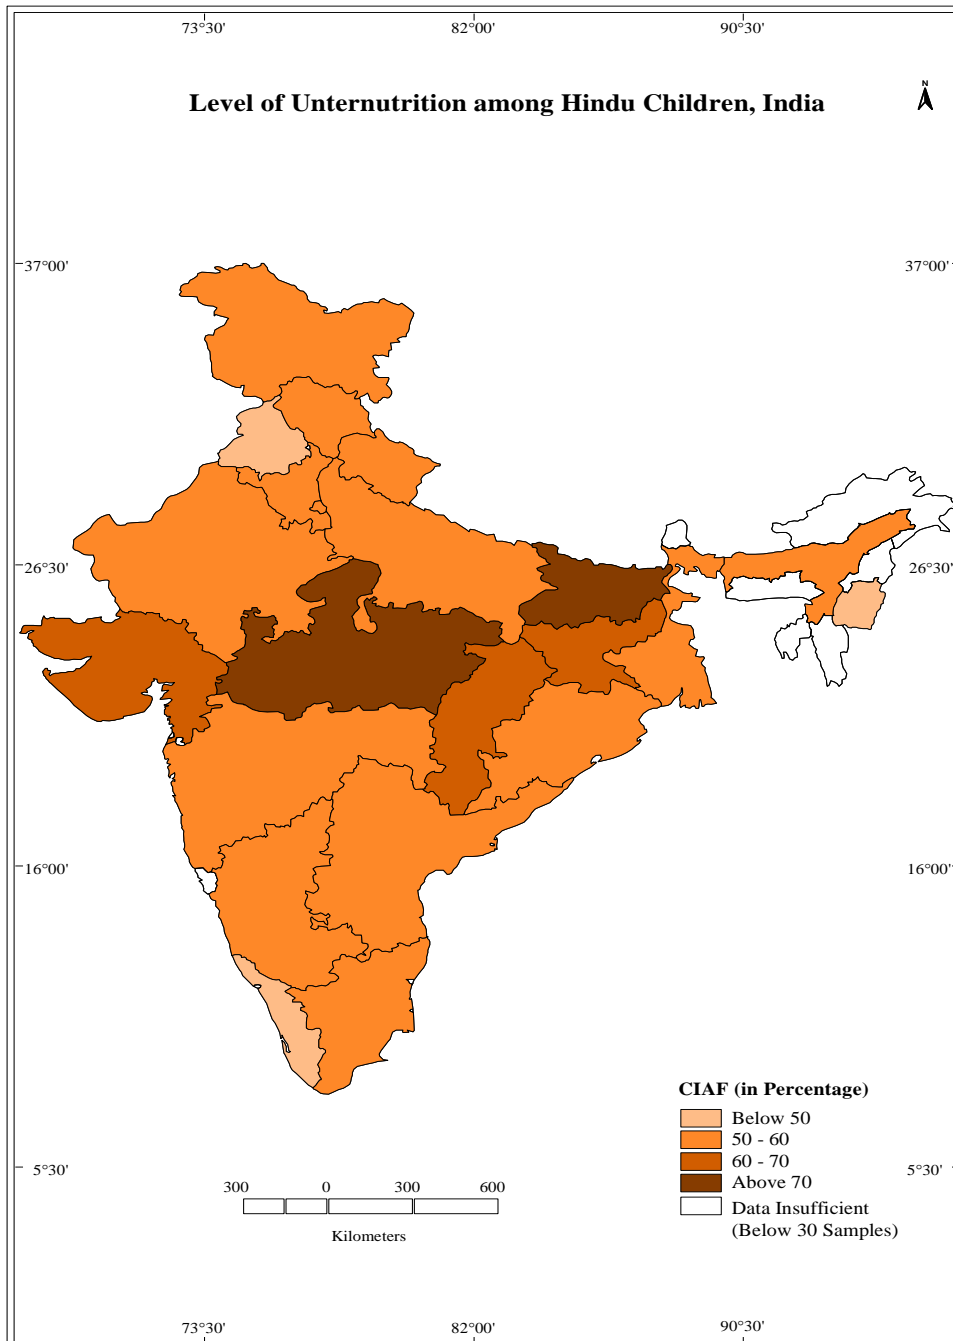 73°30' 82°00' 90°30'
N
Level of Unternutrition among Hindu Children, India
37°00' 37°00'
26°30' 26°30'
16°00' 16°00'
CIAF (in Percentage)
Below 50
50 - 60
60 - 70
Above 70
Data Insufficient
(Below 30 Samples)
5°30' 5°30'
300 0 300 600
Kilometers
73°30' 82°00' 90°30'